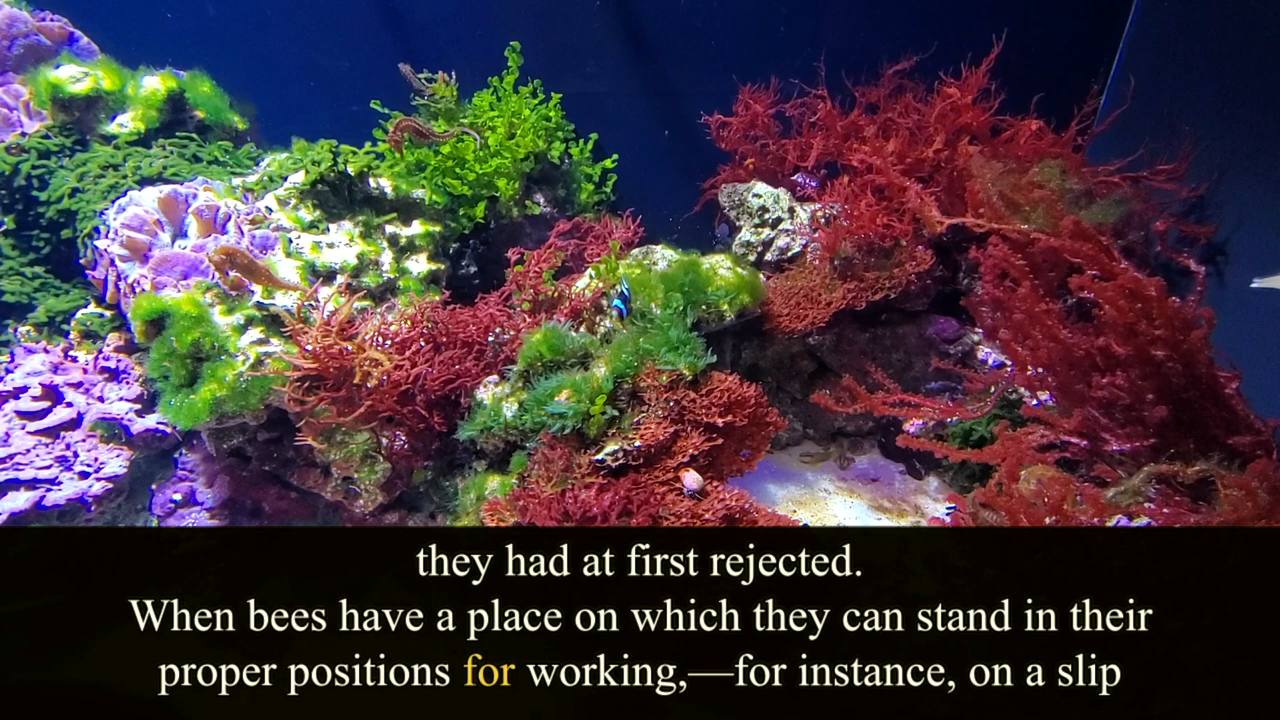 they had at first rejected.
When bees have a place on which they can stand in their
proper positions for working,—for instance, on a slip